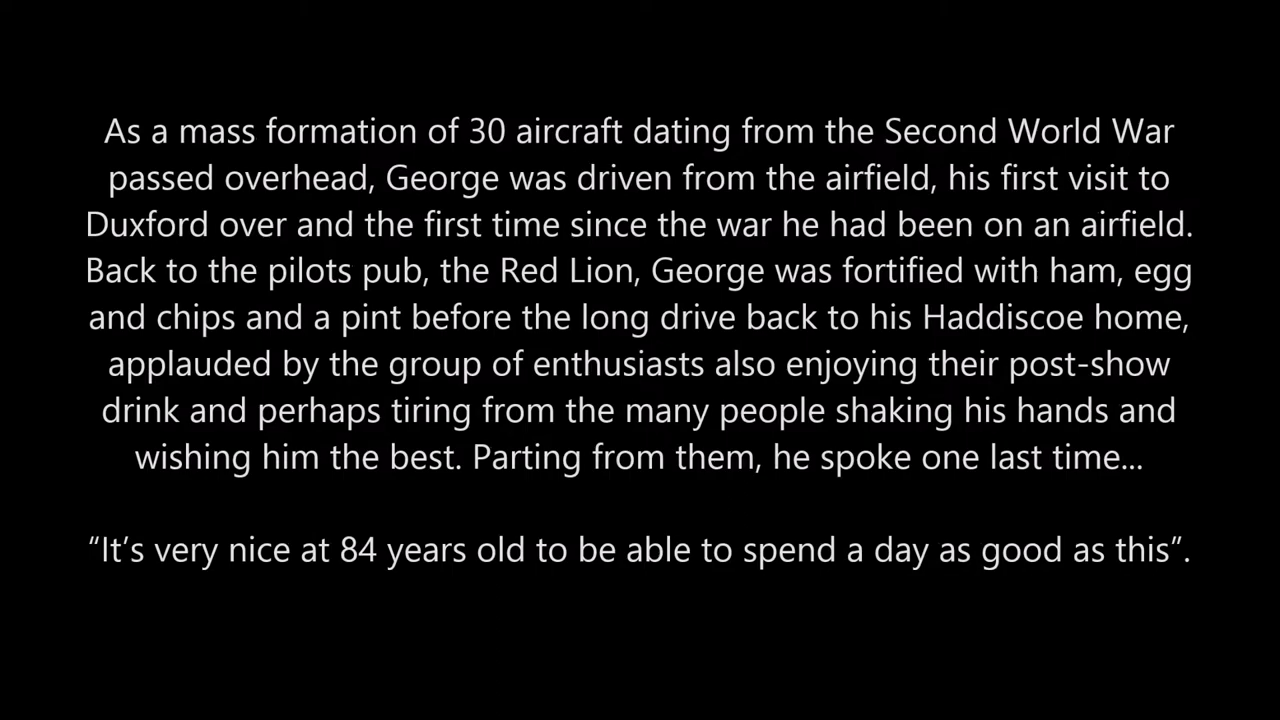 As a mass formation of 30 aircraft dating from the Second World War
passed overhead, George was driven from the airfield, his first visit to
Duxford over and the first time since the war he had been on an airfield.
Back to the pilots pub, the Red Lion, George was fortified with ham, egg
and chips and a pint before the long drive back to his Haddiscoe home,
applauded by the group of enthusiasts also enjoying their post-show
drink and perhaps tiring from the many people shaking his hands and
wishing him the best. Parting from them, he spoke one last time...
“It’s very nice at 84 years old to be able to spend a day as good as this”.